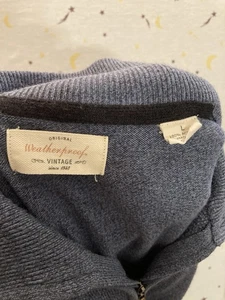 ORIGINAL
Weatherproof
VINTAGE
since 1948
L